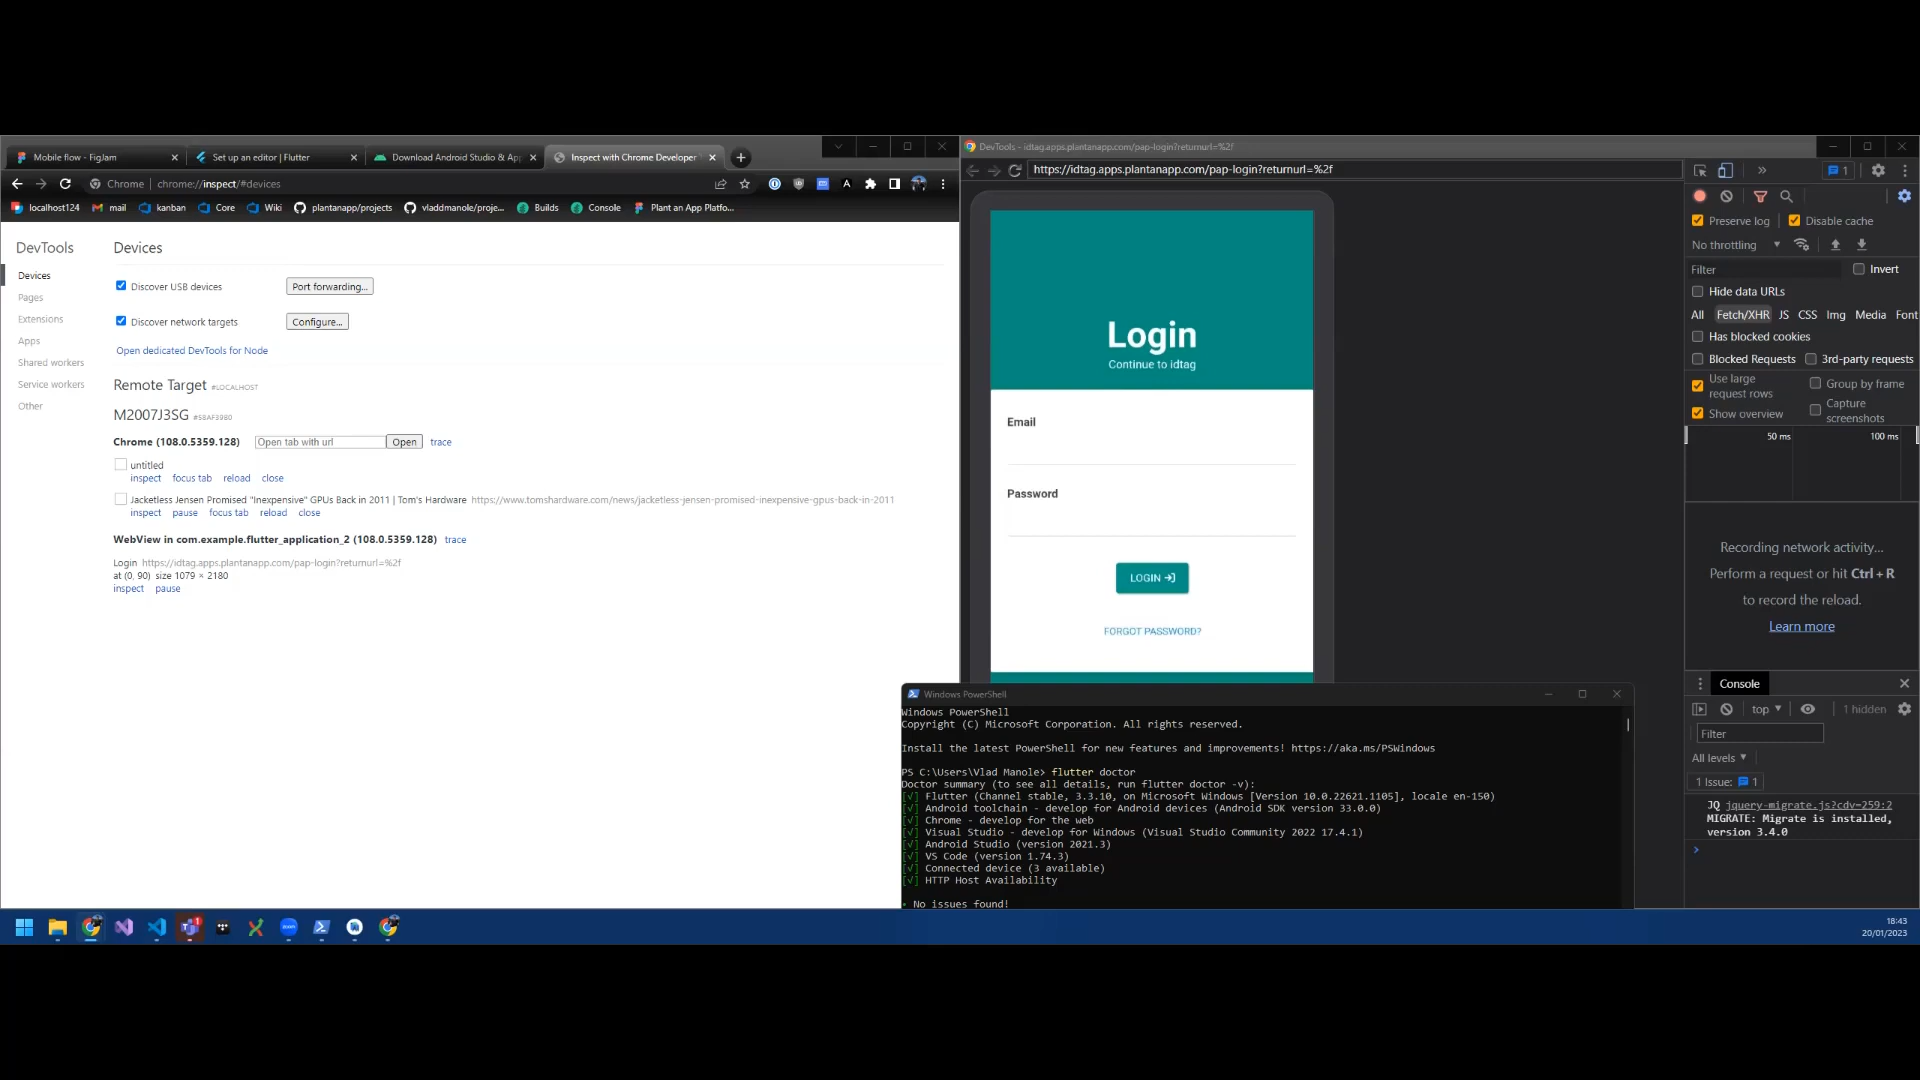 Mobile flow - FigJam
Set up an editor | Flutter
Download Android Studio & Ap
Inspect with Chrome Developer
Chrome | chrome://inspect/#devices
localhost124 mail kanban Core Wiki plantanapp/projects vladdmanole/proje... Builds Console Plant an App Platfo...
DevTools
Devices
Pages
Extensions
Apps
Shared workers
Service workers
Other
Devices
Discover USB devices Port forwarding...
Discover network targets Configure...
Open dedicated DevTools for Node
Remote Target #LOCALHOST
M2007J3SG #58AF3980
Chrome (108.0.5359.128) Open tab with url Open trace
untitled
inspect focus tab reload close
Jacketless Jensen Promised "Inexpensive" GPUs Back in 2011 | Tom's Hardware https://www.tomshardware.com/news/jacketless-jensen-promised-inexpensive-gpus-back-in-2011
inspect pause focus tab reload close
WebView in com.example.flutter_application_2 (108.0.5359.128) trace
Login https://idtag.apps.plantanapp.com/pap-login?returnurl=%2f
at (0, 90) size 1079 × 2180
inspect pause
DevTools - idtag.apps.plantanapp.com/pap-login?returnurl=%2f
https://idtag.apps.plantanapp.com/pap-login?returnurl=%2f
Login
Continue to idtag
Email
Password
LOGIN
FORGOT PASSWORD?
1
Preserve log Disable cache
No throttling
Filter Invert
Hide data URLs
All Fetch/XHR JS CSS Img Media Font
Has blocked cookies
Blocked Requests 3rd-party requests
Use large request rows Group by frame
Show overview Capture screenshots
50 ms 100 ms
Recording network activity...
Perform a request or hit Ctrl + R
to record the reload.
Learn more
Console
top 1 hidden
Filter
All levels
1 Issue: 1
JQ jquery-migrate.js?cdv=259:2
MIGRATE: Migrate is installed,
version 3.4.0
Windows PowerShell
Windows PowerShell
Copyright (C) Microsoft Corporation. All rights reserved.
Install the latest PowerShell for new features and improvements! https://aka.ms/PSWindows
PS C:\Users\Vlad Manole> flutter doctor
Doctor summary (to see all details, run flutter doctor -v):
[√] Flutter (Channel stable, 3.3.10, on Microsoft Windows [Version 10.0.22621.1105], locale en-150)
[√] Android toolchain - develop for Android devices (Android SDK version 33.0.0)
[√] Chrome - develop for the web
[√] Visual Studio - develop for Windows (Visual Studio Community 2022 17.4.1)
[√] Android Studio (version 2021.3)
[√] VS Code (version 1.74.3)
[√] Connected device (3 available)
[√] HTTP Host Availability
• No issues found!
18:43
20/01/2023